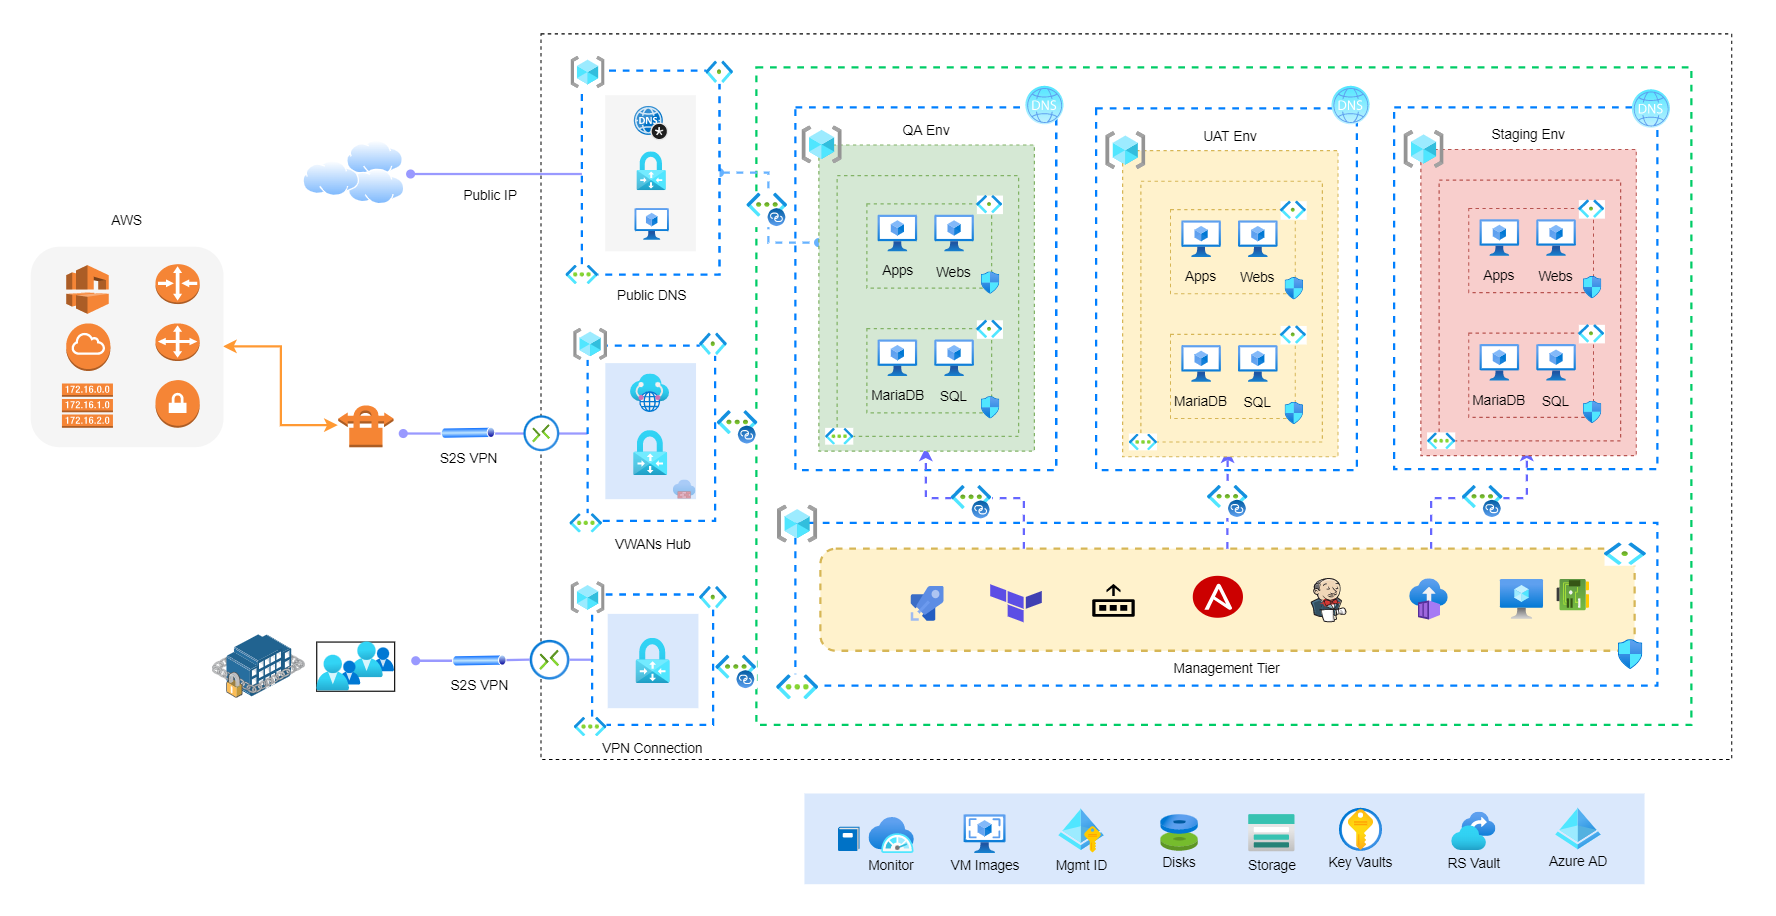 AWS
172.16.0.0
172.16.1.0
172.16.2.0
Public IP
S2S VPN
S2S VPN
DNS
Public DNS
VWANs Hub
VPN Connection
DNS
QA Env
Apps
Webs
MariaDB
SQL
DNS
UAT Env
Apps
Webs
MariaDB
SQL
DNS
Staging Env
Apps
Webs
MariaDB
SQL
A
Management Tier
Monitor
VM Images
Mgmt ID
Disks
Storage
Key Vaults
RS Vault
Azure AD